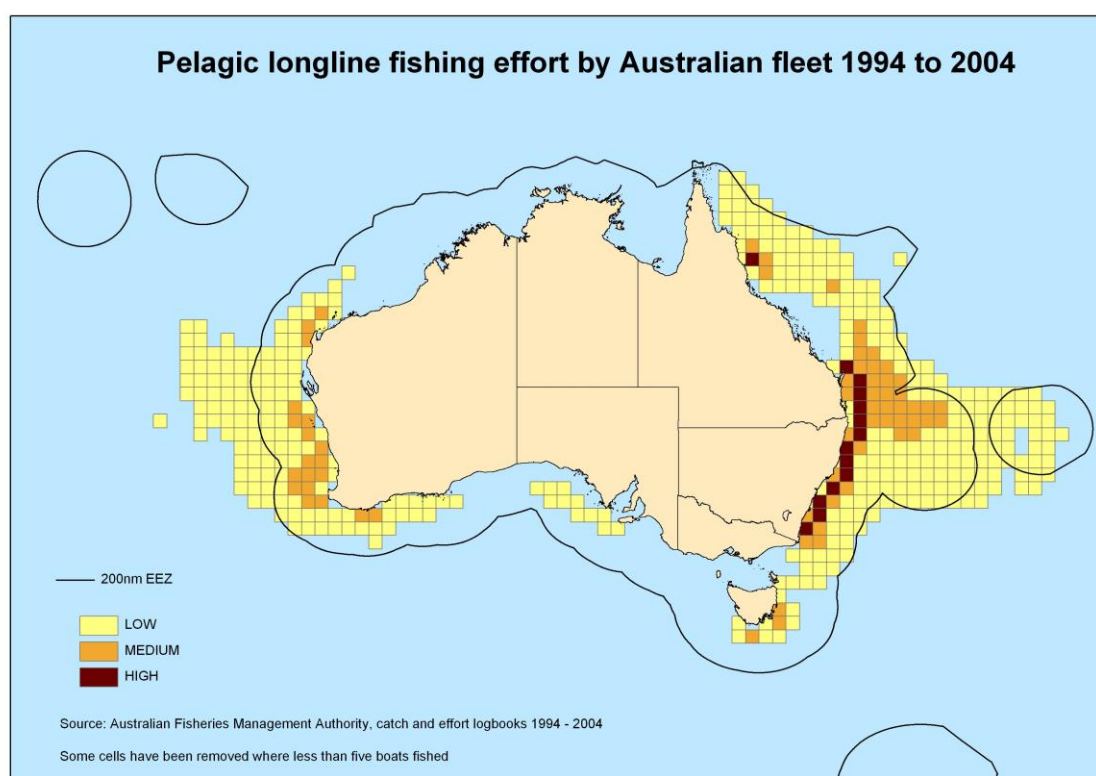 Pelagic longline fishing effort by Australian fleet 1994 to 2004
200nm EEZ
LOW
MEDIUM
HIGH
Source: Australian Fisheries Management Authority, catch and effort logbooks 1994 - 2004
Some cells have been removed where less than five boats fished